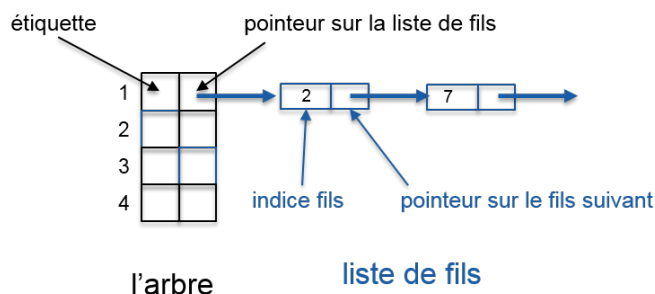 étiquette pointeur sur la liste de fils
1 2 7
2
3
4
indice fils pointeur sur le fils suivant
l'arbre liste de fils